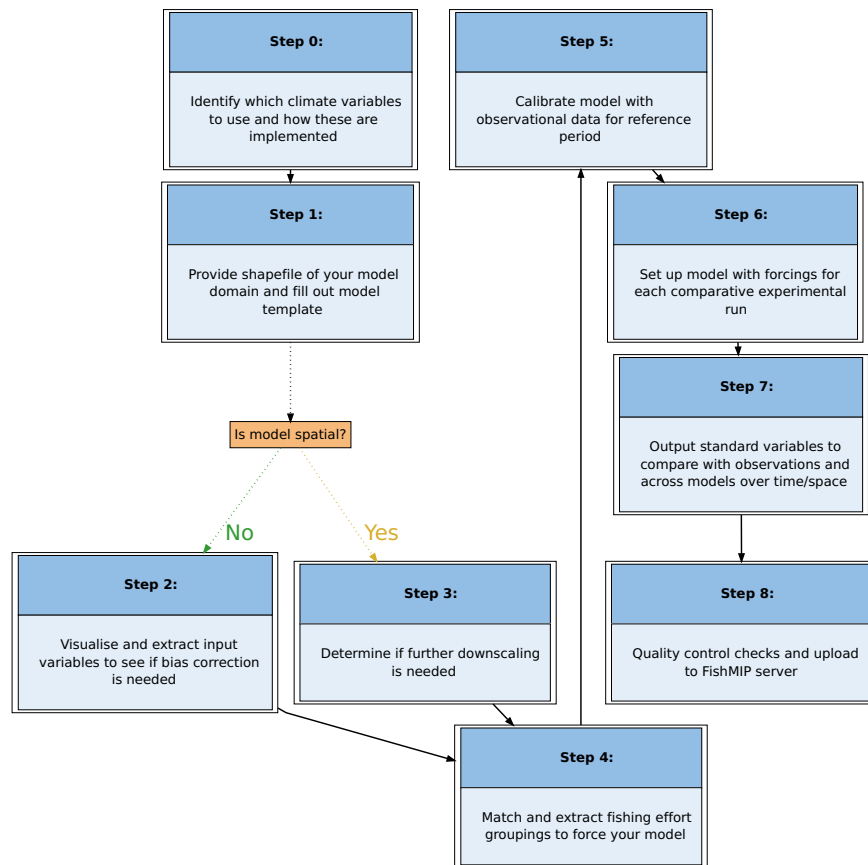 Step 0:
Identify which climate variables
to use and how these are
implemented
Step 1:
Provide shapefile of your model
domain and fill out model
template
Is model spatial?
No
Yes
Step 2:
Visualise and extract input
variables to see if bias correction
is needed
Step 3:
Determine if further downscaling
is needed
Step 4:
Match and extract fishing effort
groupings to force your model
Step 5:
Calibrate model with
observational data for reference
period
Step 6:
Set up model with forcings for
each comparative experimental
run
Step 7:
Output standard variables to
compare with observations and
across models over time/space
Step 8:
Quality control checks and upload
to FishMIP server